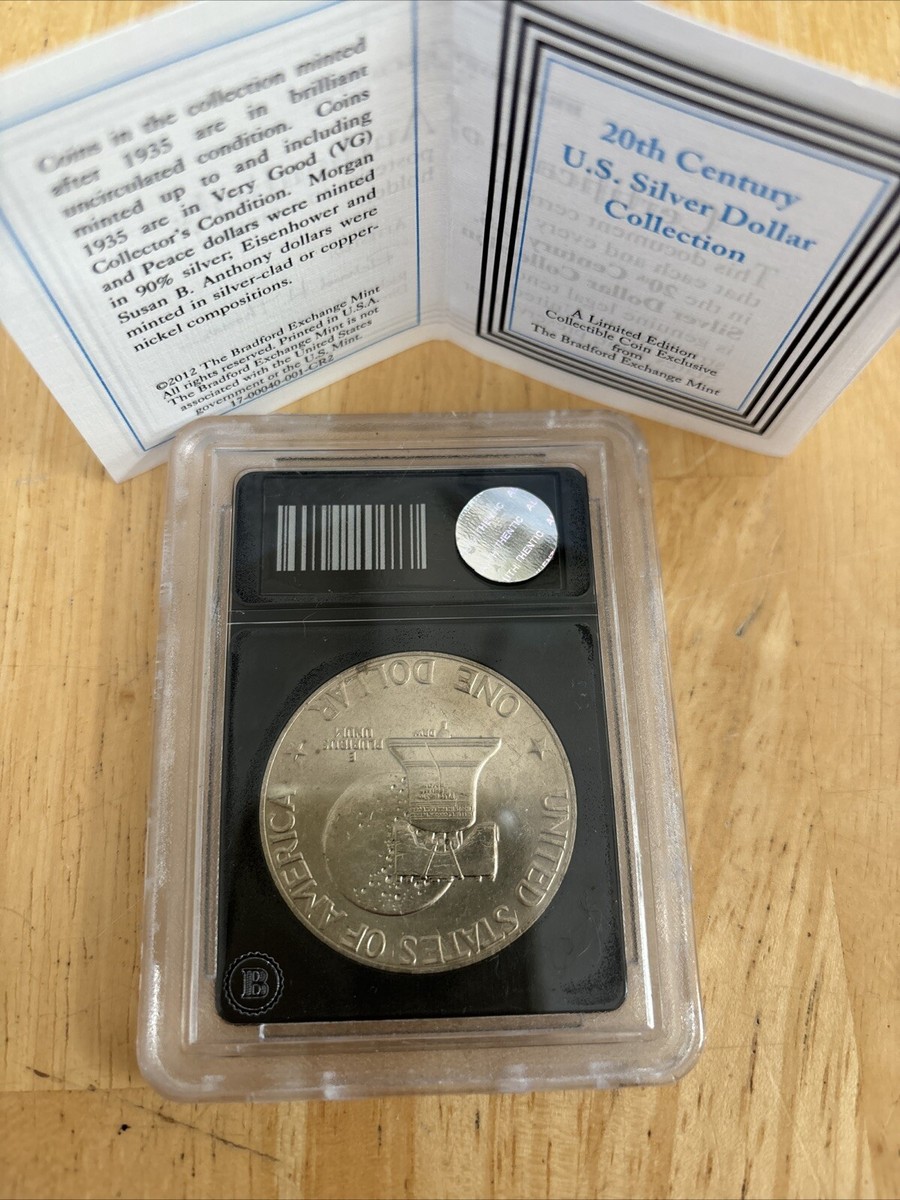 Coins in the collection minted
after 1935 are in brilliant
uncirculated condition. Coins
minted up to and including
1935 are in Very Good (VG)
Collector's Condition. Morgan
and Peace dollars were minted
in 90% silver; Eisenhower and
Susan B. Anthony dollars were
minted in silver-clad or copper-
nickel compositions.
©2012 The Bradford Exchange Mint
All rights reserved. Printed in U.S.A.
The Bradford Exchange Mint is not
associated with the United States
government or the U.S. Mint.
17-00040-001-CR2
20th Century
U.S. Silver Dollar
Collection
A Limited Edition
Collectible Coin Exclusive
from
The Bradford Exchange Mint
AUTHENTIC
UNITED STATES OF AMERICA
E
PLURIBUS
UNUM
ONE DOLLAR
B